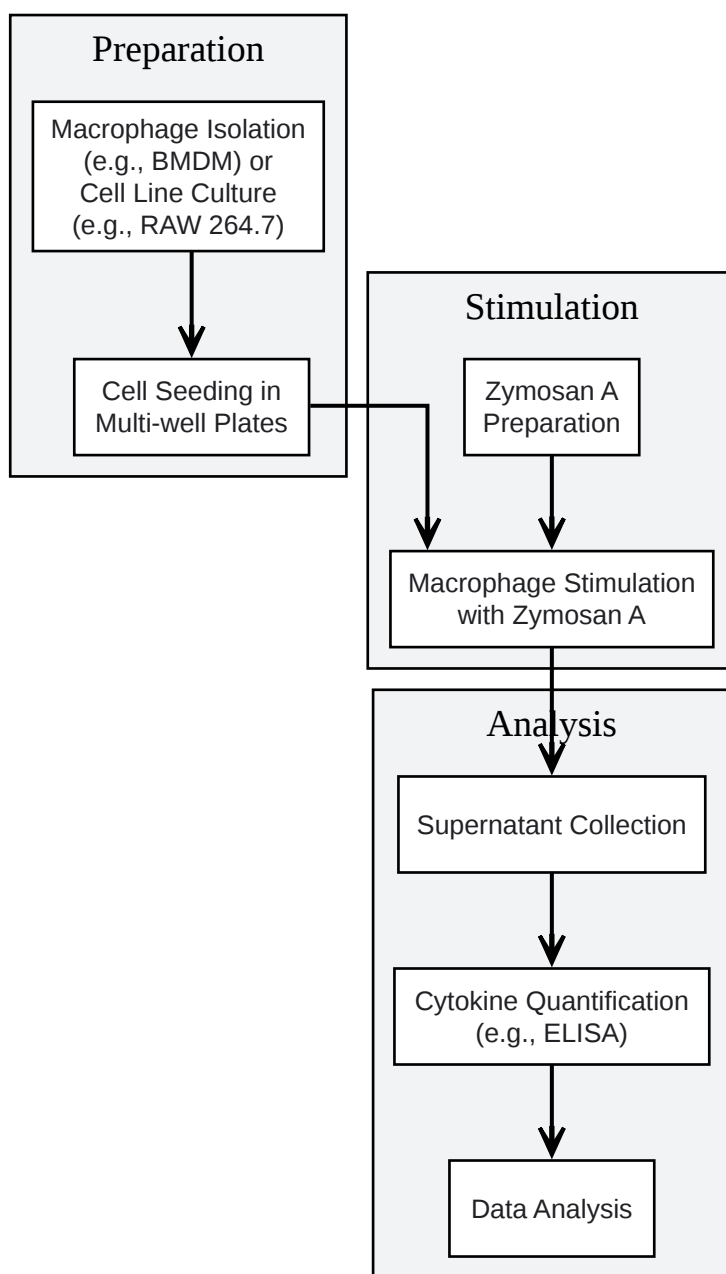 Preparation
Macrophage Isolation
(e.g., BMDM) or
Cell Line Culture
(e.g., RAW 264.7)
Cell Seeding in
Multi-well Plates
Stimulation
Zymosan A
Preparation
Macrophage Stimulation
with Zymosan A
Analysis
Supernatant Collection
Cytokine Quantification
(e.g., ELISA)
Data Analysis